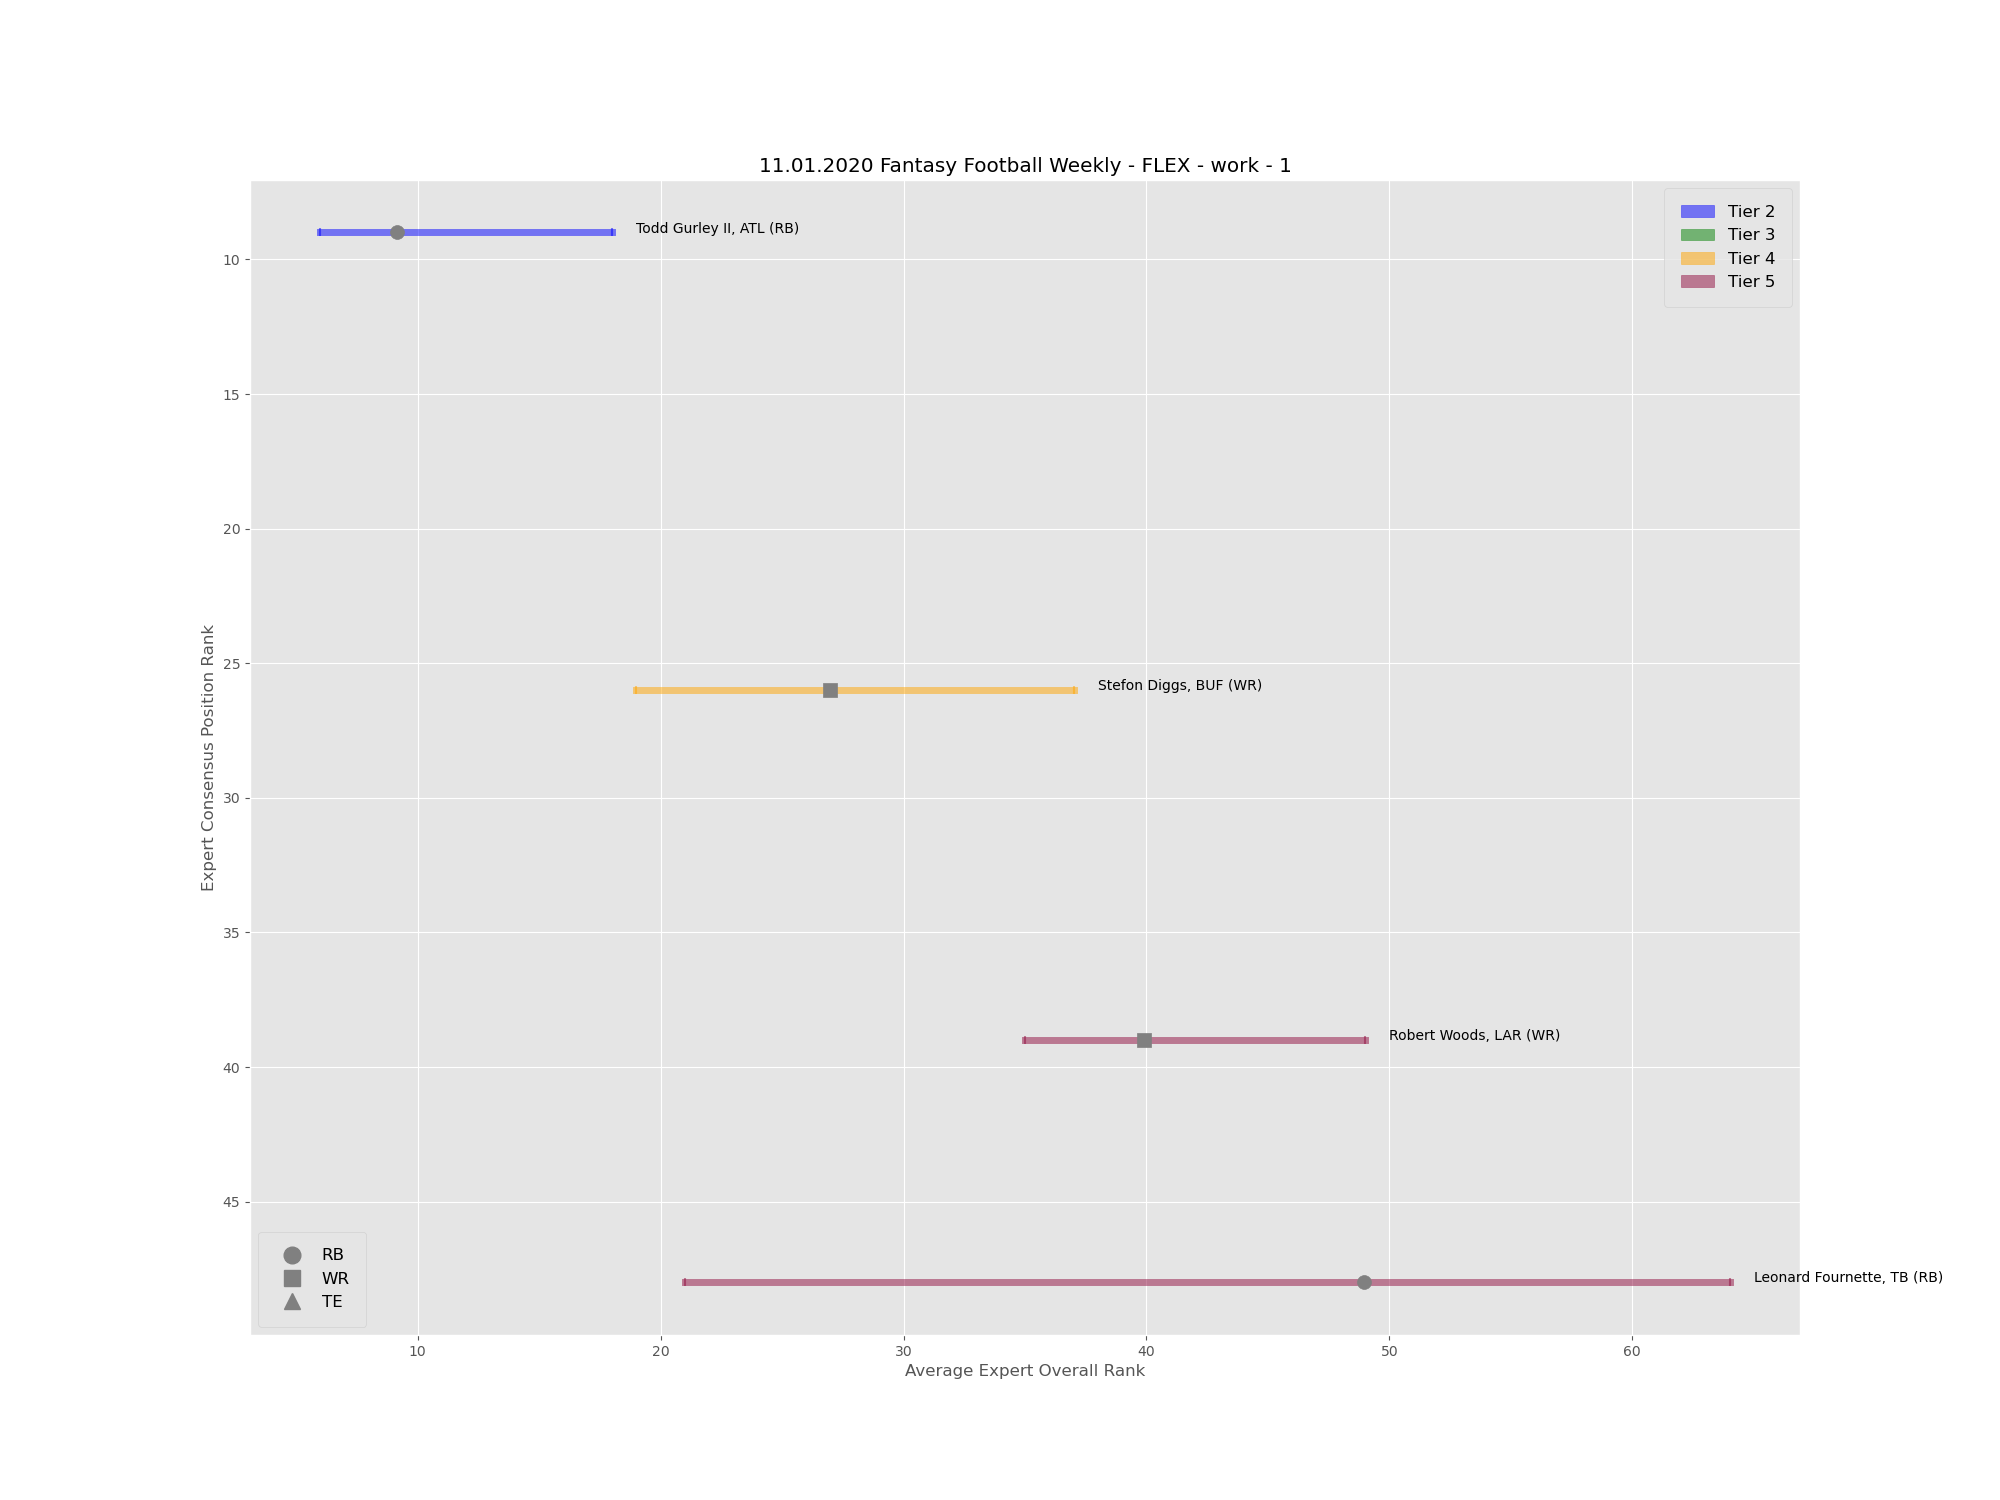 11.01.2020 Fantasy Football Weekly - FLEX - work - 1
Todd Gurley II, ATL (RB)
Tier 2
Tier 3
Tier 4
Tier 5
10
15
20
25
30
35
40
45
Expert Consensus Position Rank
Stefon Diggs, BUF (WR)
Robert Woods, LAR (WR)
Leonard Fournette, TB (RB)
RB
WR
TE
10
20
30
40
50
60
Average Expert Overall Rank